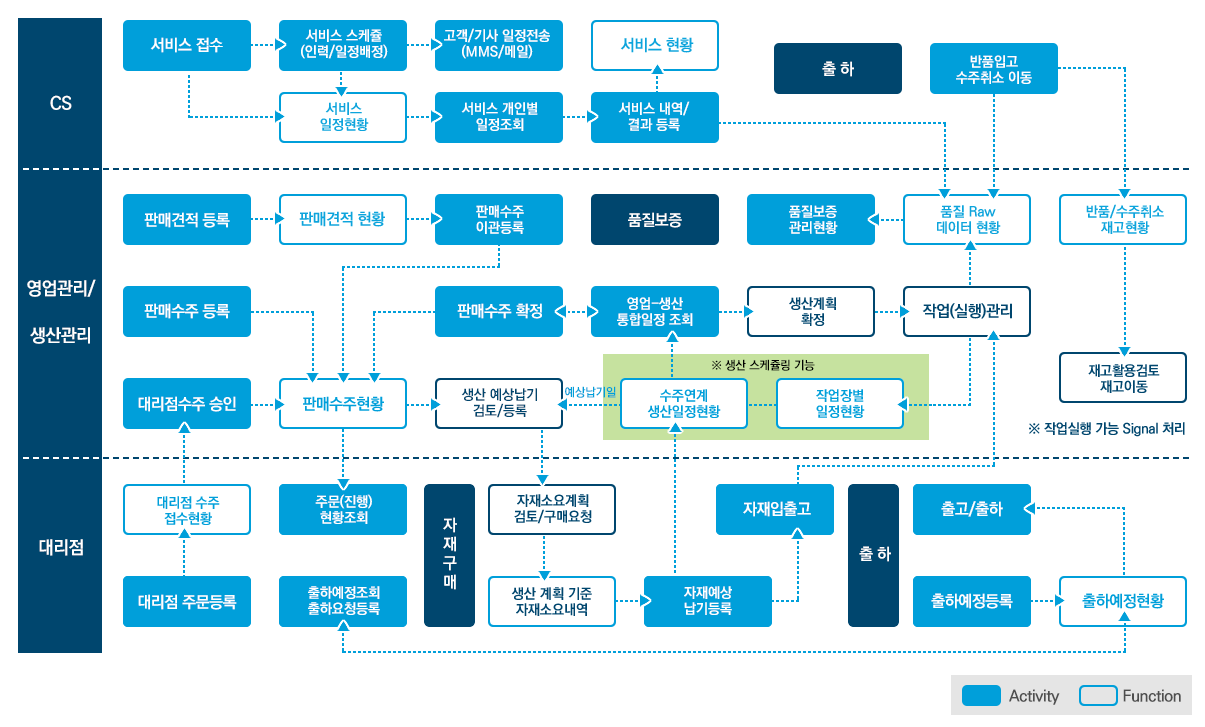 CS
서비스 접수
서비스 스케쥴
(인력/일정배정)
고객/기사 일정전송
(MMS/메일)
서비스 현황
출 하
반품입고
수주취소 이동
서비스
일정현황
서비스 개인별
일정조회
서비스 내역/
결과 등록
영업관리/
생산관리
판매견적 등록
판매견적 현황
판매수주
이관등록
품질보증
품질보증
관리현황
품질 Raw
데이터 현황
반품/수주취소
재고현황
판매수주 등록
판매수주 확정
영업-생산
통합일정 조회
생산계획
확정
작업(실행)관리
※ 생산 스케쥴링 기능
재고활용검토
재고이동
대리점수주 승인
판매수주현황
생산 예상납기
검토/등록
예상납기일
수주연계
생산일정현황
작업장별
일정현황
※ 작업실행 가능 Signal 처리
대리점
대리점 수주
접수현황
주문(진행)
현황조회
자
재
구
매
자재소요계획
검토/구매요청
자재입출고
출 하
출고/출하
대리점 주문등록
출하예정조회
출하요청등록
생산 계획 기준
자재소요내역
자재예상
납기등록
출하예정등록
출하예정현황
Activity
Function